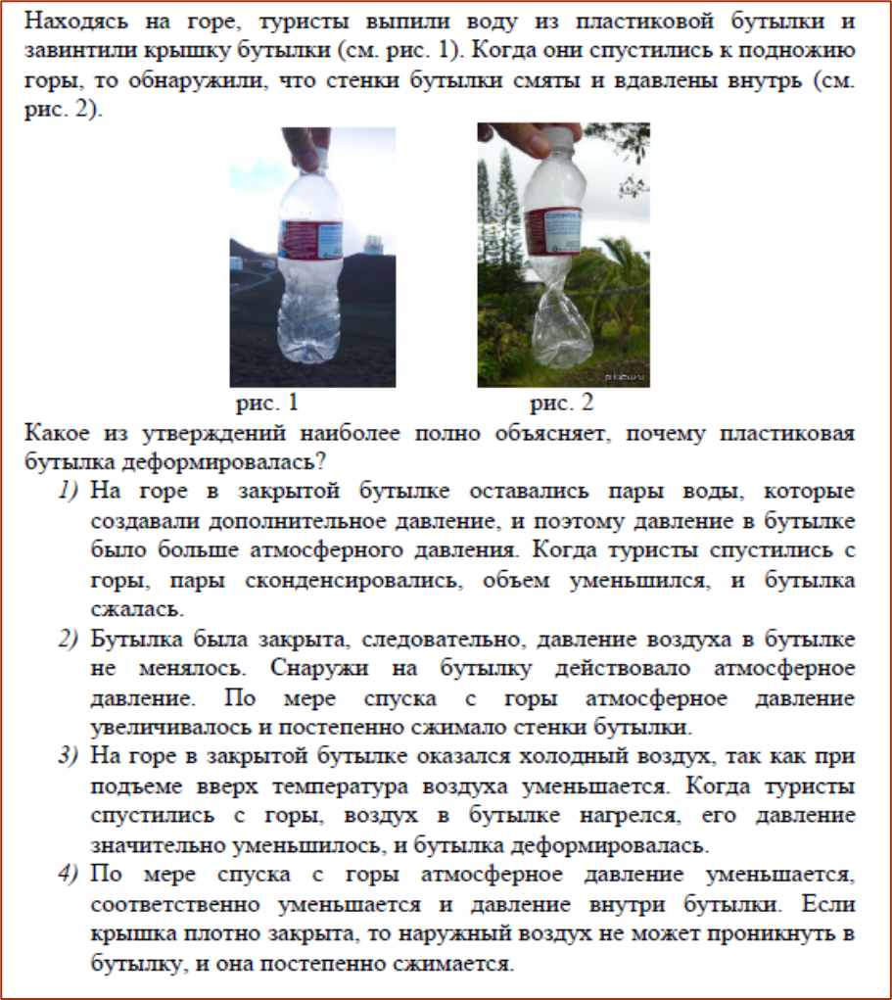 Находясь на горе, туристы выпили воду из пластиковой бутылки и
завинтили крышку бутылки (см. рис. 1). Когда они спустились к подножию
горы, то обнаружили, что стенки бутылки смяты и вдавлены внутрь (см.
рис. 2).
pikabu.ru
рис. 1 рис. 2
Какое из утверждений наиболее полно объясняет, почему пластиковая
бутылка деформировалась?
1) На горе в закрытой бутылке оставались пары воды, которые
создавали дополнительное давление, и поэтому давление в бутылке
было больше атмосферного давления. Когда туристы спустились с
горы, пары сконденсировались, объем уменьшился, и бутылка
сжалась.
2) Бутылка была закрыта, следовательно, давление воздуха в бутылке
не менялось. Снаружи на бутылку действовало атмосферное
давление. По мере спуска с горы атмосферное давление
увеличивалось и постепенно сжимало стенки бутылки.
3) На горе в закрытой бутылке оказался холодный воздух, так как при
подъеме вверх температура воздуха уменьшается. Когда туристы
спустились с горы, воздух в бутылке нагрелся, его давление
значительно уменьшилось, и бутылка деформировалась.
4) По мере спуска с горы атмосферное давление уменьшается,
соответственно уменьшается и давление внутри бутылки. Если
крышка плотно закрыта, то наружный воздух не может проникнуть в
бутылку, и она постепенно сжимается.